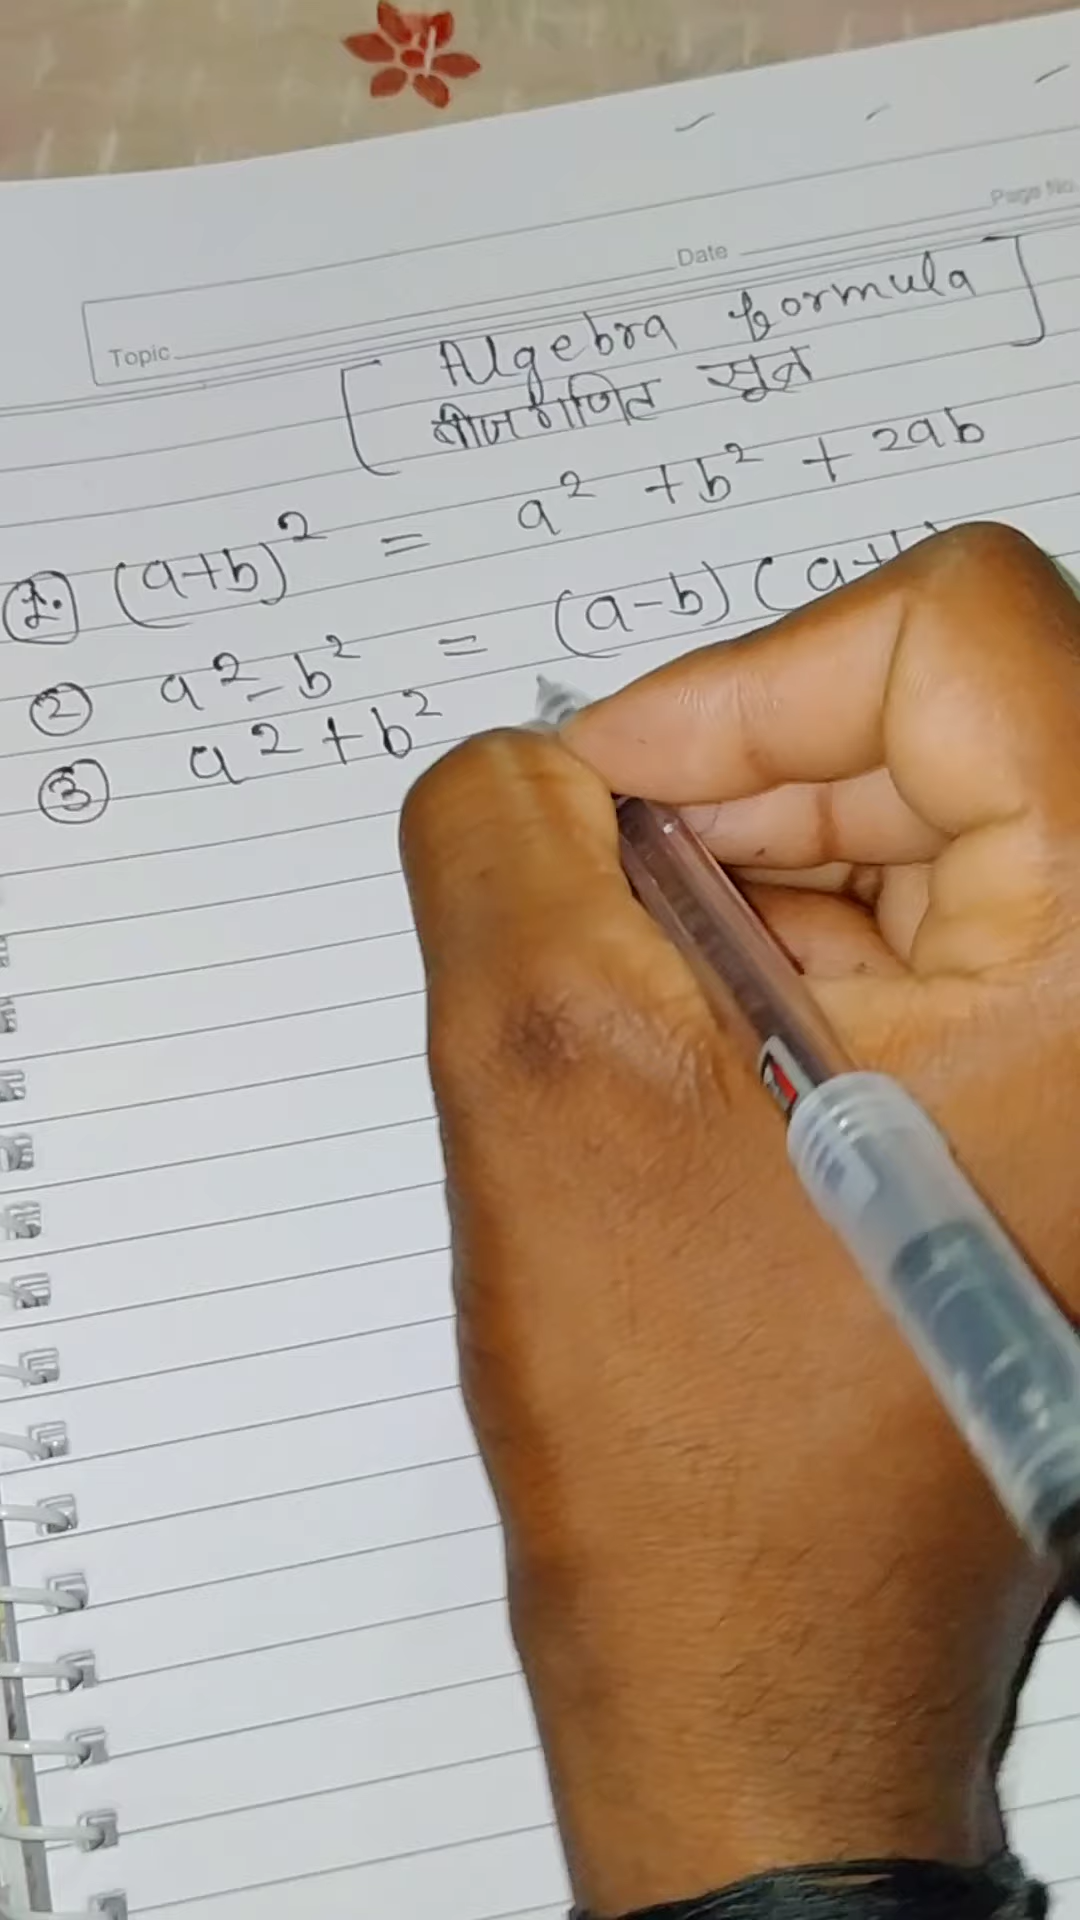 Page No.
Date
Topic
[ Algebra formula ]
बीजगणित सूत्र
1. (a+b)² = a² + b² + 2ab
② a² - b² = (a-b) (a+b
③ a² + b²